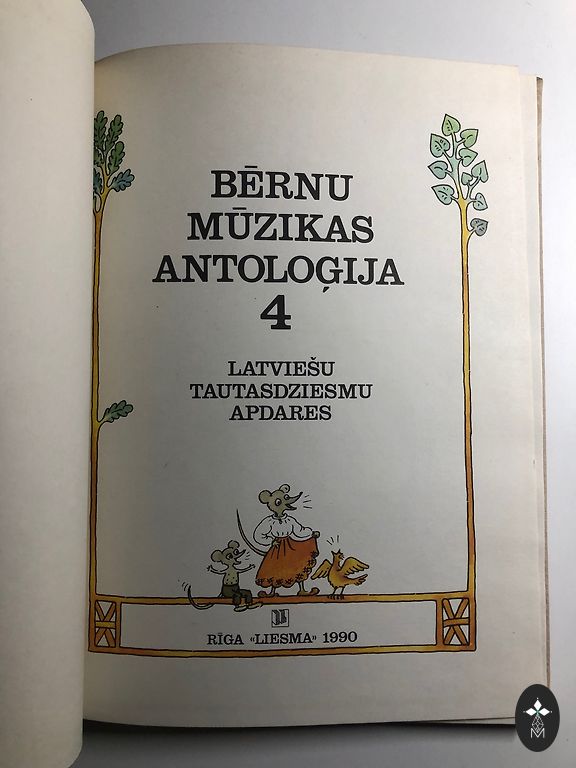 BĒRNU
MŪZIKAS
ANTOLOĢIJA
4
LATVIEŠU
TAUTASDZIESMU
APDARES
RĪGA «LIESMA» 1990
M